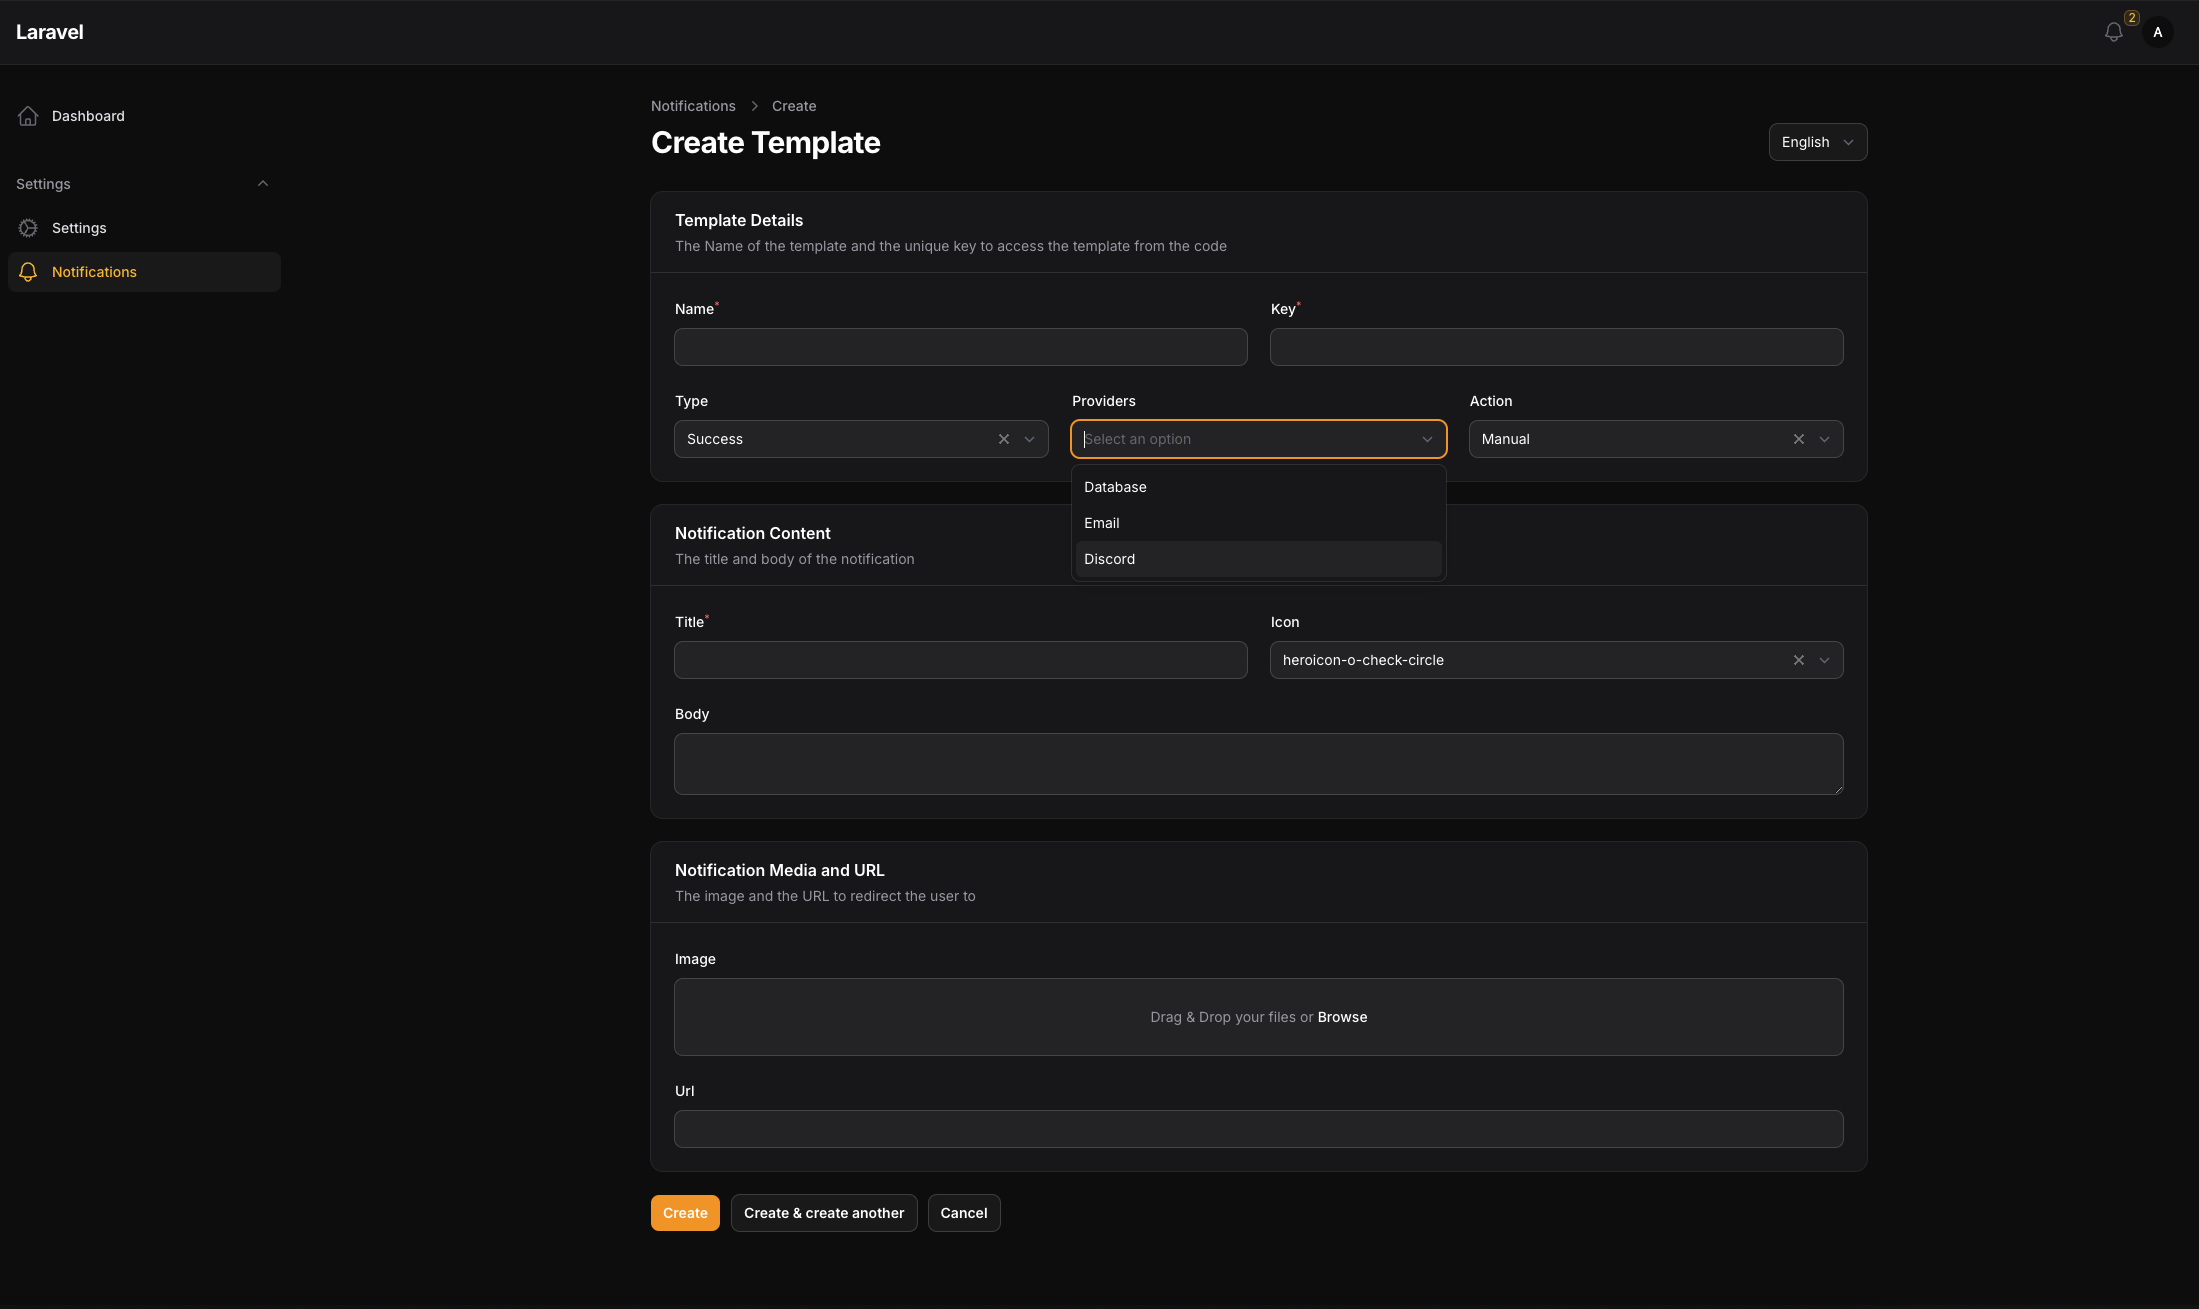 Laravel
2
A
Dashboard
Settings
Settings
Notifications
Notifications > Create
Create Template
English
Template Details
The Name of the template and the unique key to access the template from the code
Name*
Key*
Type
Providers
Action
Success
Select an option
Manual
Database
Email
Discord
Notification Content
The title and body of the notification
Title*
Icon
heroicon-o-check-circle
Body
Notification Media and URL
The image and the URL to redirect the user to
Image
Drag & Drop your files or Browse
Url
Create
Create & create another
Cancel